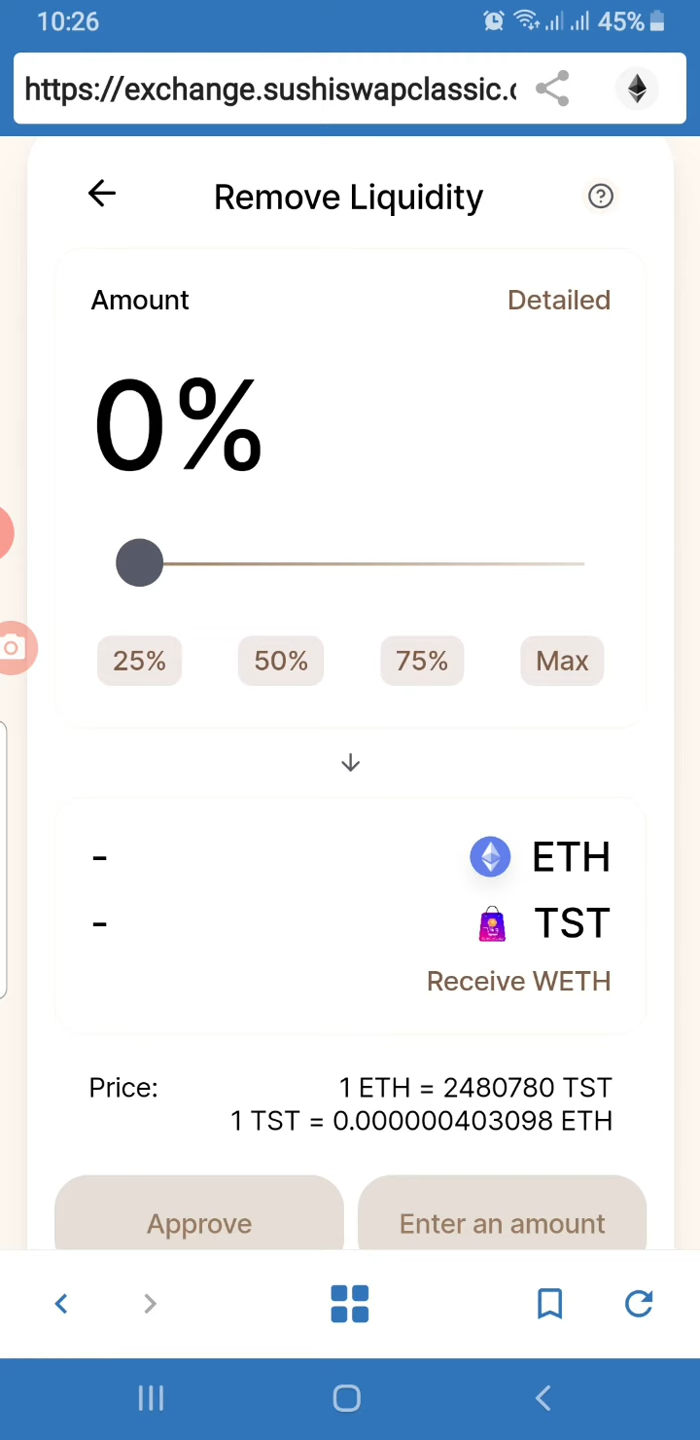 10:26
45%
https://exchange.sushiswapclassic.
Remove Liquidity
Amount
Detailed
0%
25%
50%
75%
Max
-
ETH
-
TST
Receive WETH
Price:
1 ETH = 2480780 TST
1 TST = 0.000000403098 ETH
Approve
Enter an amount